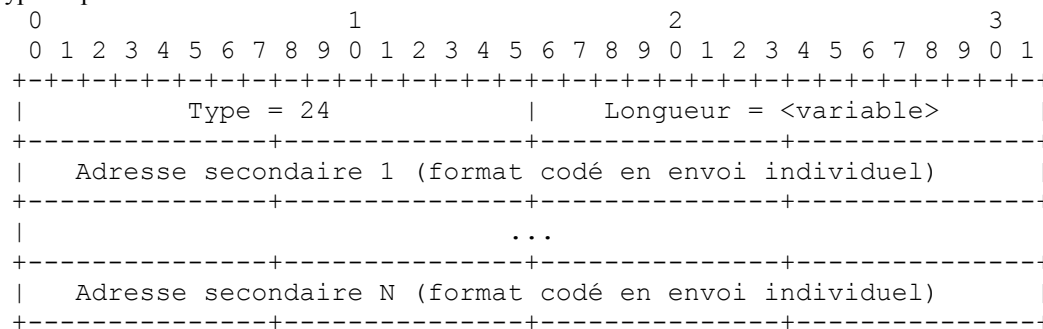 0 1 2 3
0 1 2 3 4 5 6 7 8 9 0 1 2 3 4 5 6 7 8 9 0 1 2 3 4 5 6 7 8 9 0 1
+-+-+-+-+-+-+-+-+-+-+-+-+-+-+-+-+-+-+-+-+-+-+-+-+-+-+-+-+-+-+-+-+
| Type = 24 | Longueur = <variable> |
+---------------+---------------+---------------+---------------+
| Adresse secondaire 1 (format codé en envoi individuel) |
+---------------+---------------+---------------+---------------+
| ...
+---------------+---------------+---------------+---------------+
| Adresse secondaire N (format codé en envoi individuel) |
+---------------+---------------+---------------+---------------+